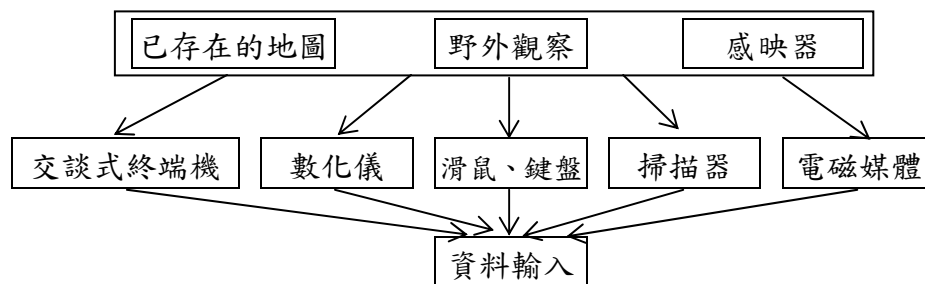 已存在的地圖 野外觀察 感映器
交談式終端機 數化儀 滑鼠、鍵盤 掃描器 電磁媒體
資料輸入